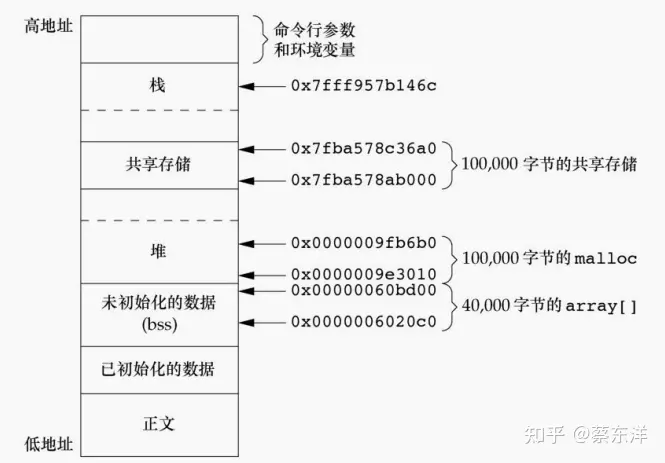 高地址
命令行参数
和环境变量
栈
0x7fff957b146c
共享存储
0x7fba578c36a0
0x7fba578ab000
100,000 字节的共享存储
堆
0x0000009fb6b0
0x0000009e3010
100,000 字节的 malloc
未初始化的数据
(bss)
0x00000060bd00
0x0000006020c0
40,000 字节的 array[]
已初始化的数据
正文
低地址
知乎 @蔡东洋